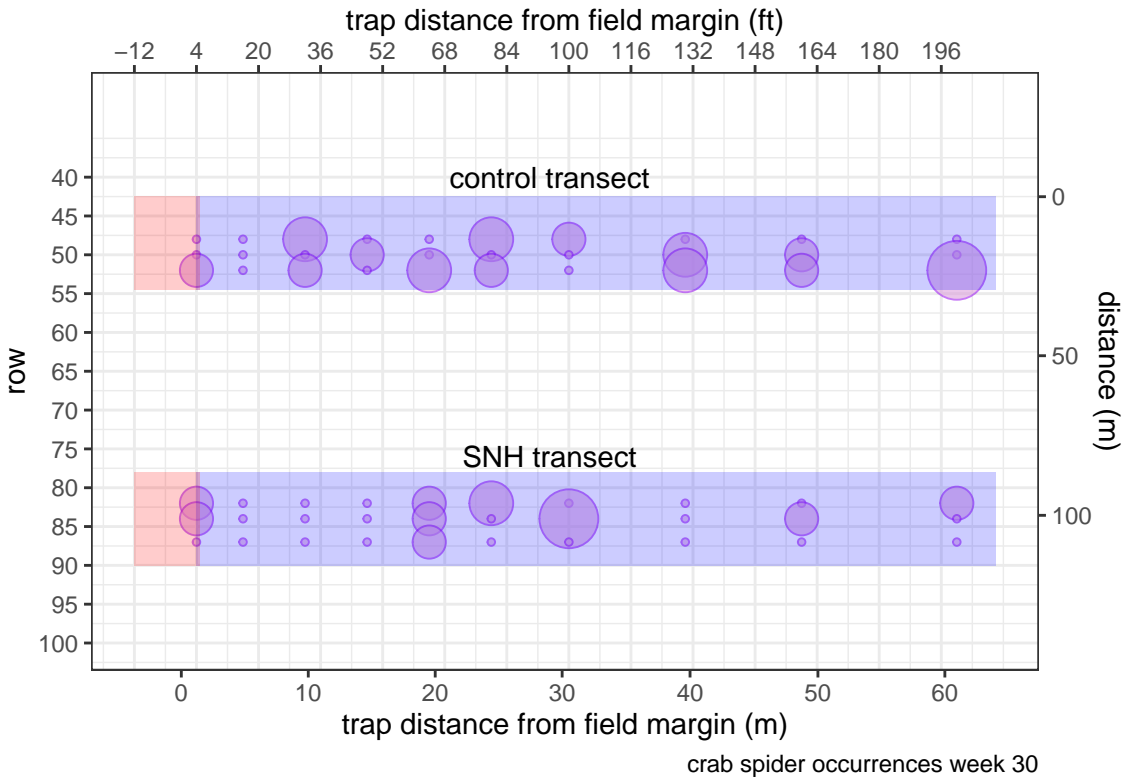 trap distance from field margin (ft)
−12 4 20 36 52 68 84 100 116 132 148 164 180 196
control transect
SNH transect
row
40
45
50
55
60
65
70
75
80
85
90
95
100
distance (m)
0
50
100
0 10 20 30 40 50 60
trap distance from field margin (m)
crab spider occurrences week 30